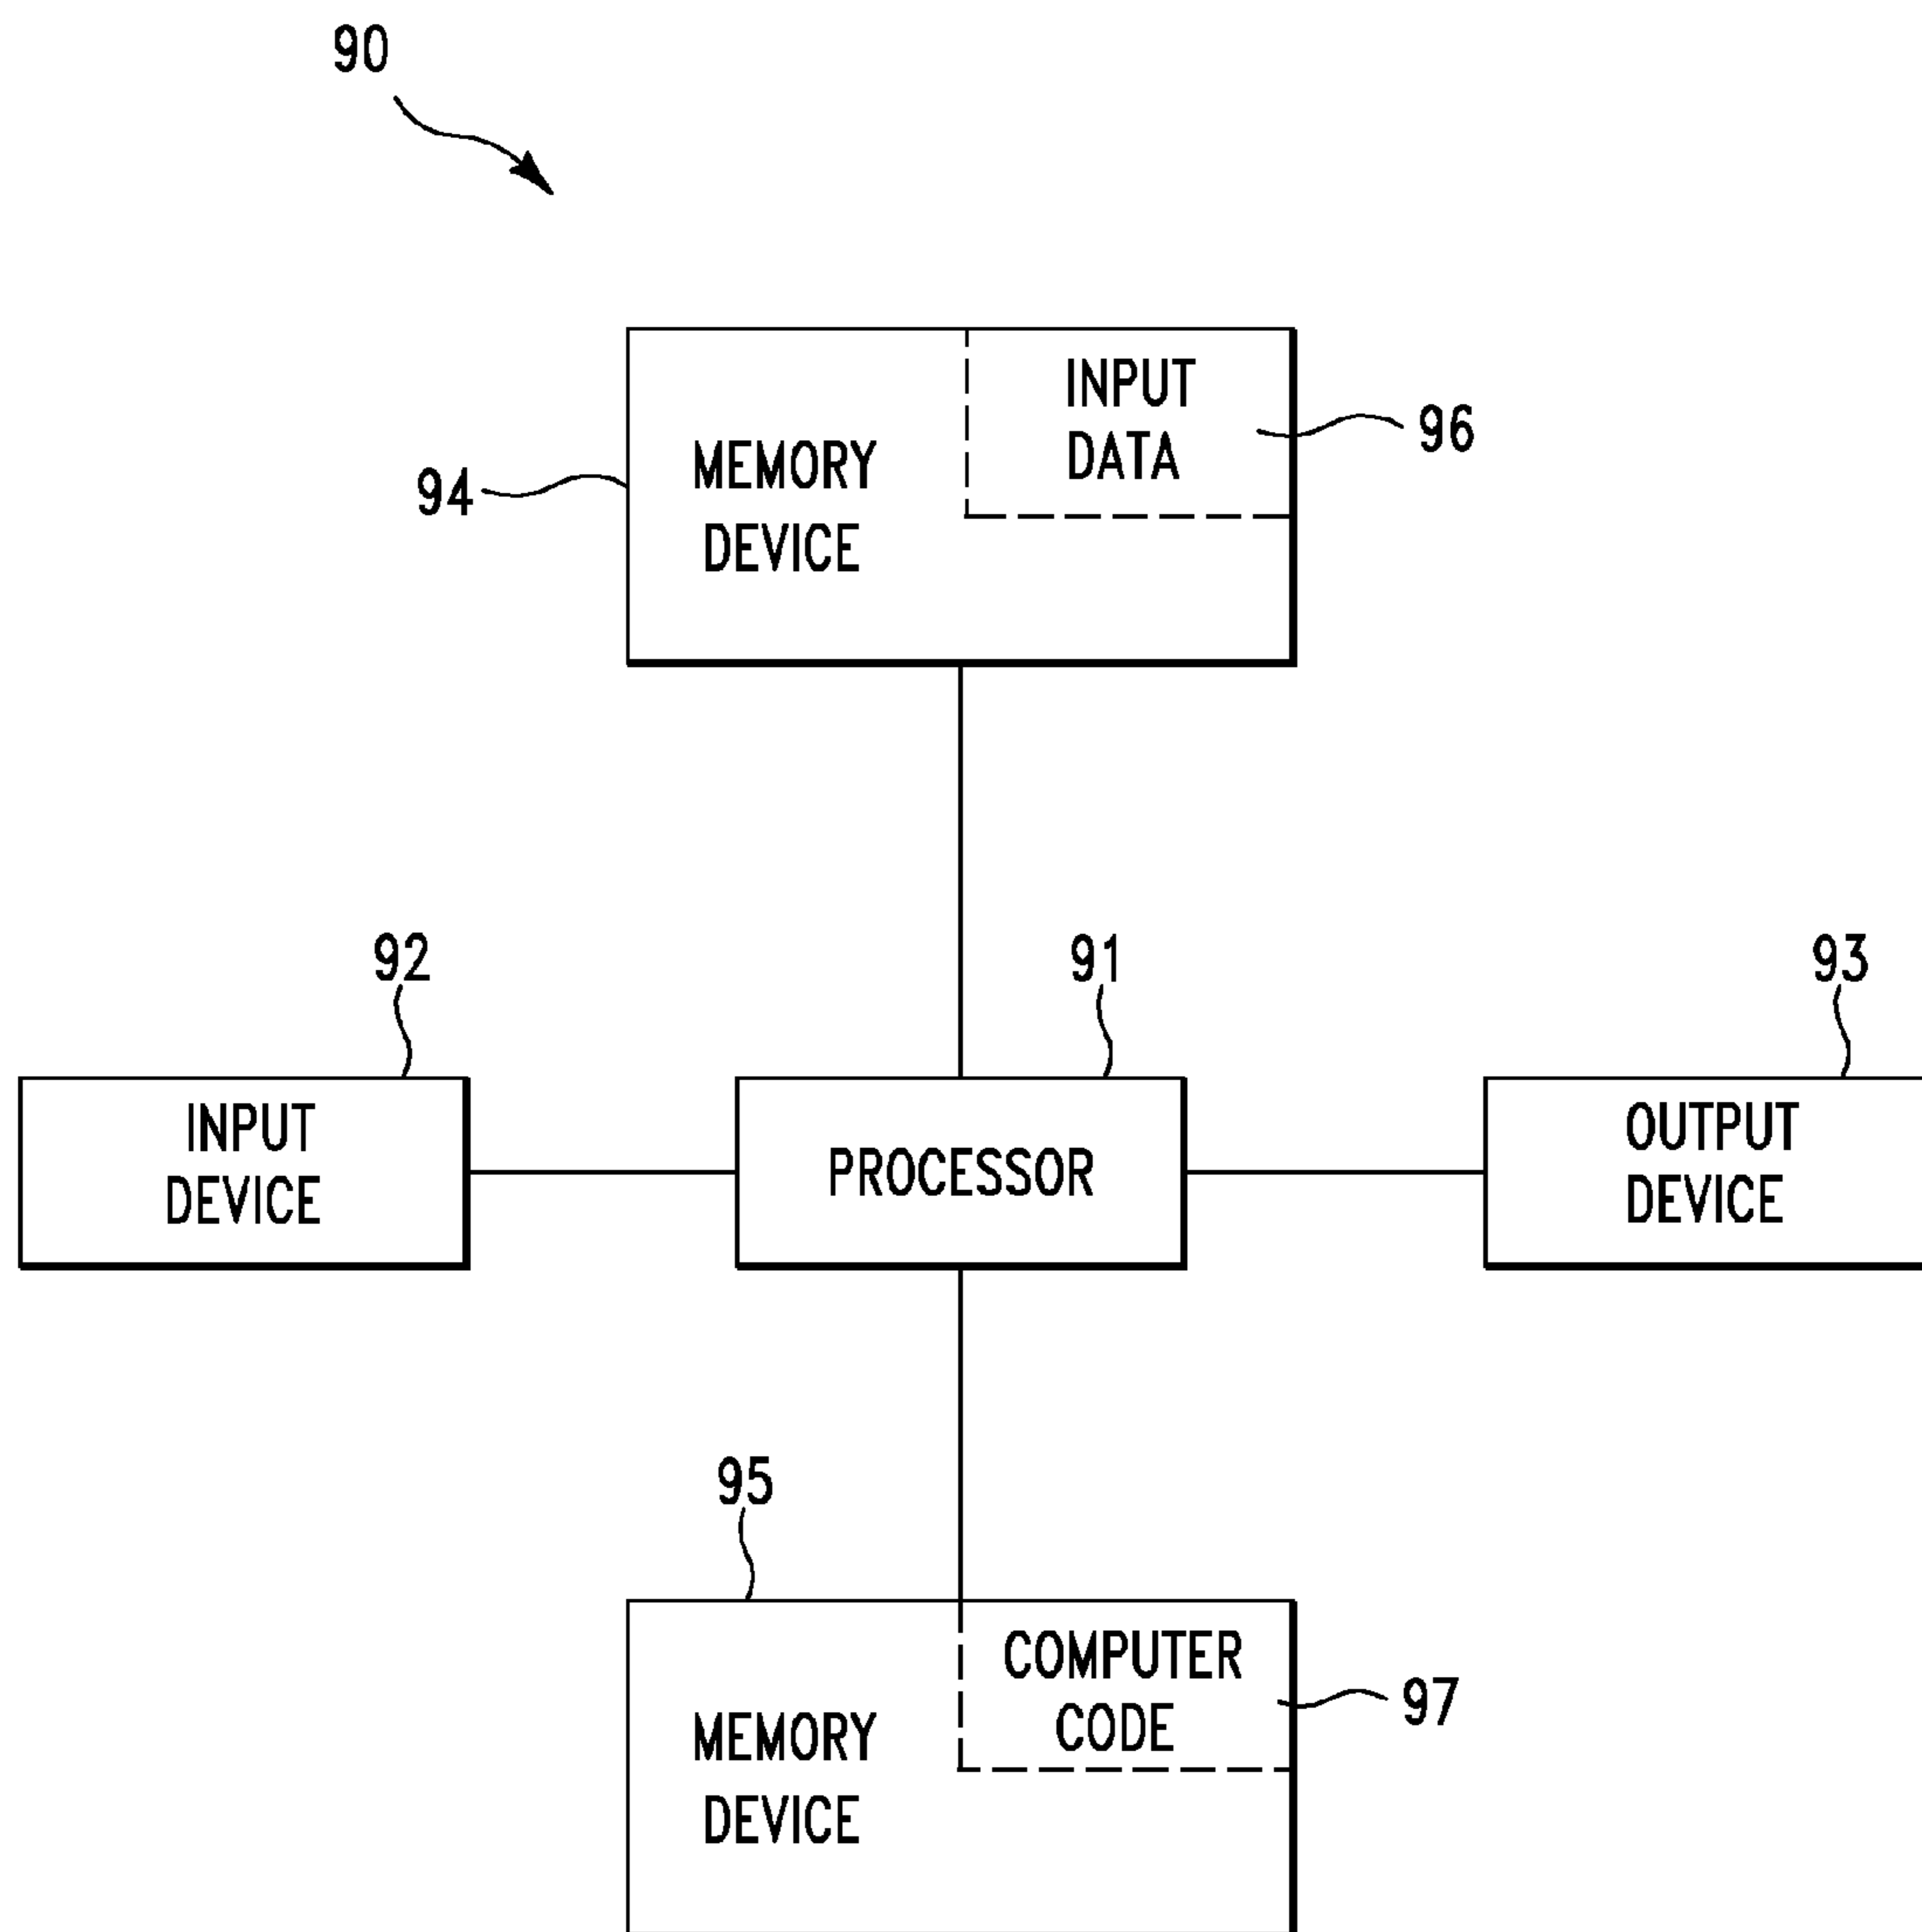 90
INPUT
DATA
96
MEMORY
DEVICE
94
92
91
93
INPUT
DEVICE
PROCESSOR
OUTPUT
DEVICE
95
COMPUTER
CODE
97
MEMORY
DEVICE